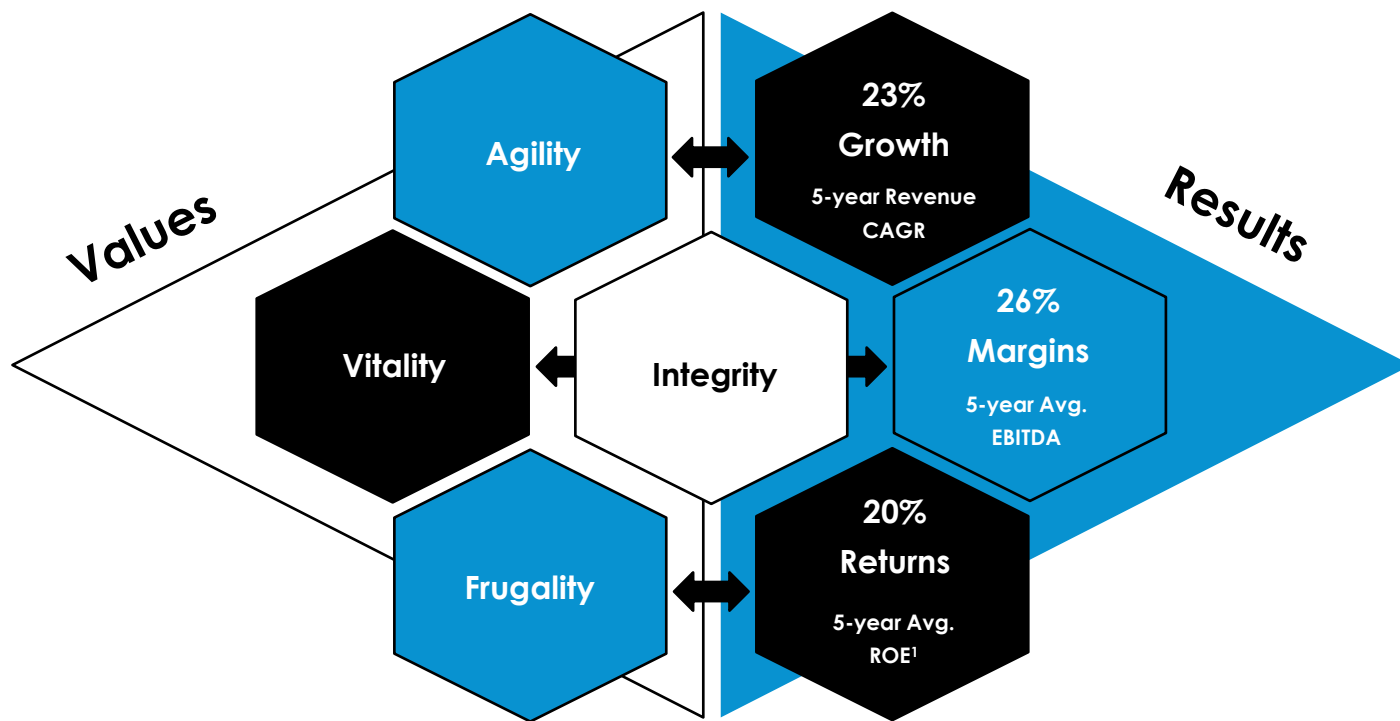 Values
Agility
Vitality
Frugality
Integrity
Results
23%
Growth
5-year Revenue
CAGR
26%
Margins
5-year Avg.
EBITDA
20%
Returns
5-year Avg.
ROE¹